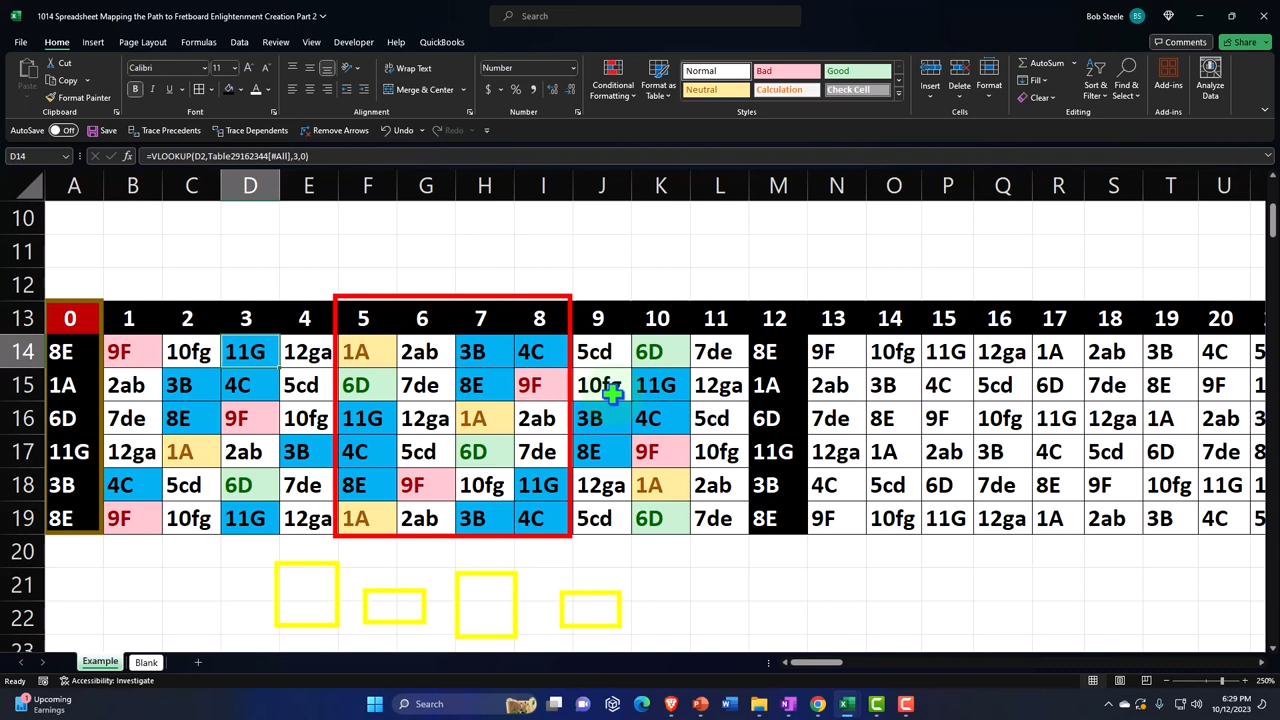 1014 Spreadsheet Mapping the Path to Fretboard Enlightenment Creation Part 2
Search
Bob Steele BS
File Home Insert Page Layout Formulas Data Review View Developer Help QuickBooks
Comments Share
Paste Cut Copy Format Painter
Calibri 11
Wrap Text
Merge & Center
Number
Conditional Formatting Format as Table
Normal Bad Good
Neutral Calculation Check Cell
Insert Delete Format
AutoSum Fill Clear
Sort & Filter Find & Select
Add-ins Analyze Data
Clipboard Font Alignment Number Styles Cells Editing Add-ins
AutoSave Off Save Trace Precedents Trace Dependents Remove Arrows Undo Redo
D14 =VLOOKUP(D2,Table29162344[#All],3,0)
A B C D E F G H I J K L M N O P Q R S T U
10
11
12
13 0 1 2 3 4 5 6 7 8 9 10 11 12 13 14 15 16 17 18 19 20
14 8E 9F 10fg 11G 12ga 1A 2ab 3B 4C 5cd 6D 7de 8E 9F 10fg 11G 12ga 1A 2ab 3B 4C 5
15 1A 2ab 3B 4C 5cd 6D 7de 8E 9F 10fg 11G 12ga 1A 2ab 3B 4C 5cd 6D 7de 8E 9F 1
16 6D 7de 8E 9F 10fg 11G 12ga 1A 2ab 3B 4C 5cd 6D 7de 8E 9F 10fg 11G 12ga 1A 2ab 3
17 11G 12ga 1A 2ab 3B 4C 5cd 6D 7de 8E 9F 10fg 11G 12ga 1A 2ab 3B 4C 5cd 6D 7de 8
18 3B 4C 5cd 6D 7de 8E 9F 10fg 11G 12ga 1A 2ab 3B 4C 5cd 6D 7de 8E 9F 10fg 11G 1
19 8E 9F 10fg 11G 12ga 1A 2ab 3B 4C 5cd 6D 7de 8E 9F 10fg 11G 12ga 1A 2ab 3B 4C 5
20
21
22
23
Example Blank
Ready Accessibility: Investigate 250%
Upcoming
Earnings
Search
6:29 PM
10/12/2023